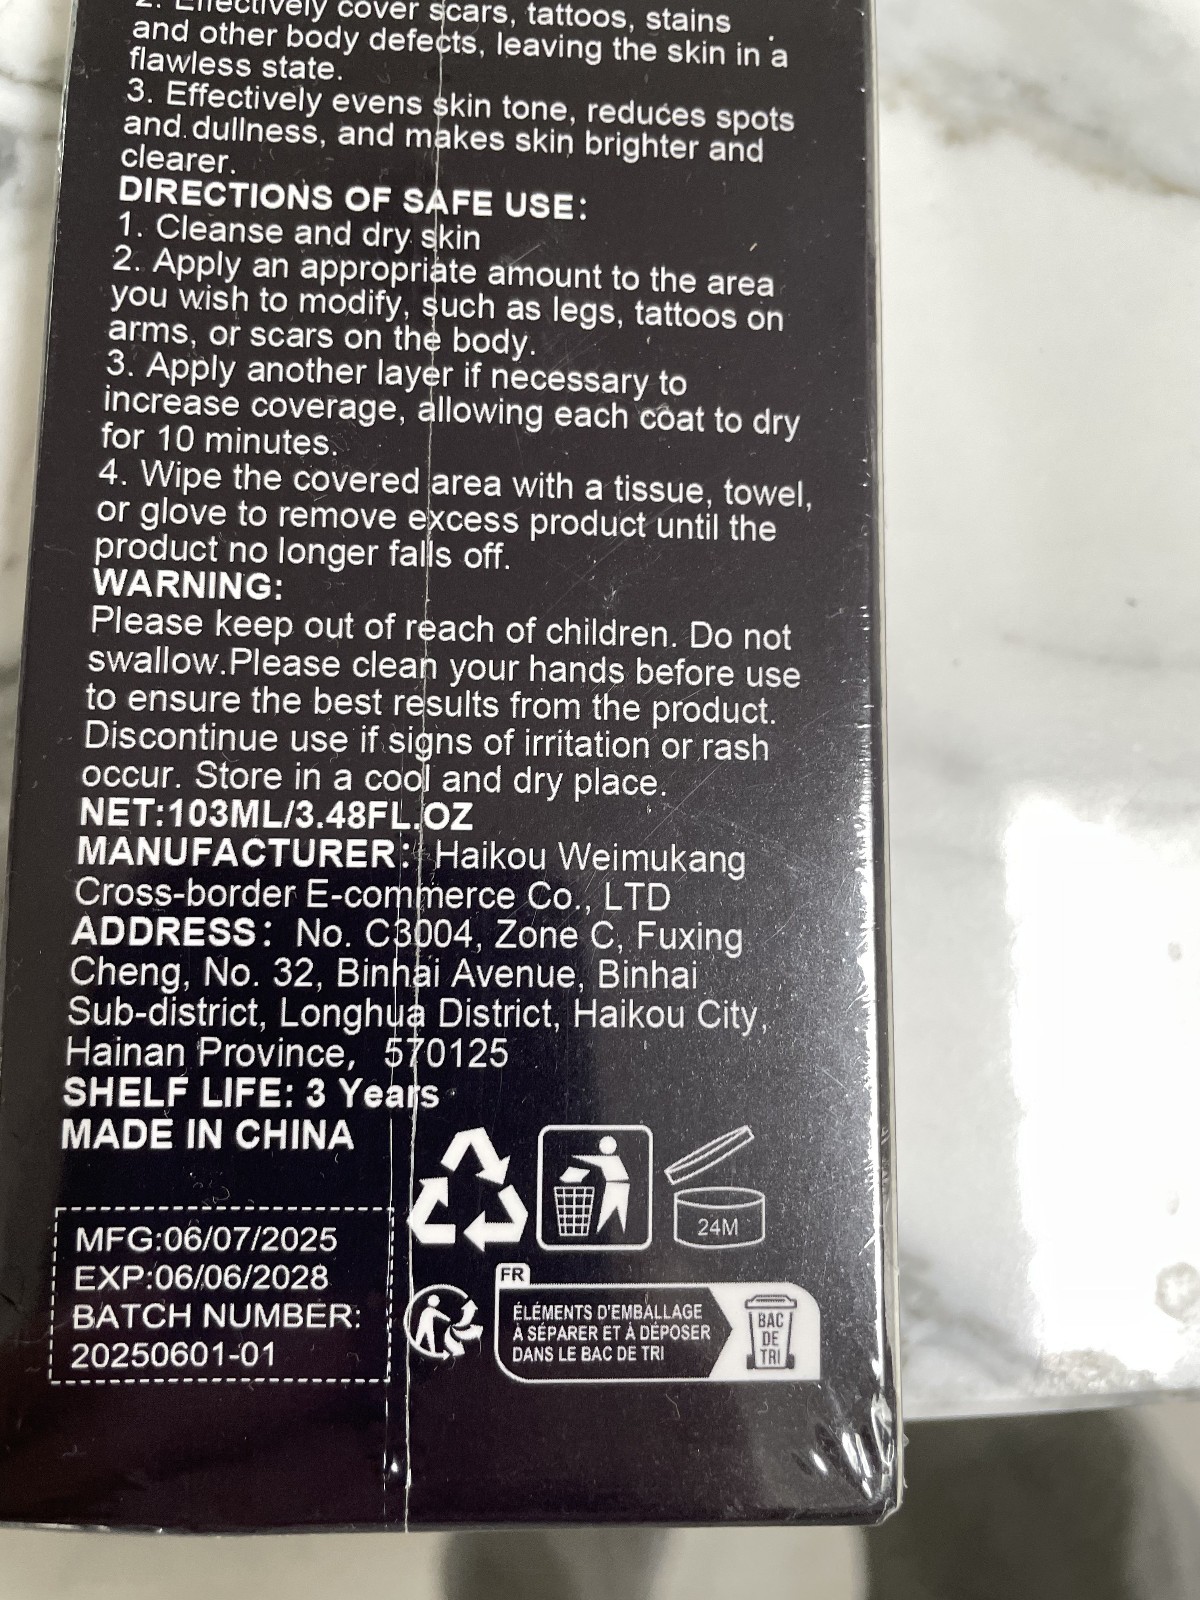 2. Effectively cover scars, tattoos, stains
and other body defects, leaving the skin in a
flawless state.
3. Effectively evens skin tone, reduces spots
and dullness, and makes skin brighter and
clearer.
DIRECTIONS OF SAFE USE:
1. Cleanse and dry skin
2. Apply an appropriate amount to the area
you wish to modify, such as legs, tattoos on
arms, or scars on the body.
3. Apply another layer if necessary to
increase coverage, allowing each coat to dry
for 10 minutes.
4. Wipe the covered area with a tissue, towel,
or glove to remove excess product until the
product no longer falls off.
WARNING:
Please keep out of reach of children. Do not
swallow.Please clean your hands before use
to ensure the best results from the product.
Discontinue use if signs of irritation or rash
occur. Store in a cool and dry place.
NET:103ML/3.48FL.OZ
MANUFACTURER: Haikou Weimukang
Cross-border E-commerce Co., LTD
ADDRESS: No. C3004, Zone C, Fuxing
Cheng, No. 32, Binhai Avenue, Binhai
Sub-district, Longhua District, Haikou City,
Hainan Province, 570125
SHELF LIFE: 3 Years
MADE IN CHINA
24M
MFG:06/07/2025
EXP:06/06/2028
BATCH NUMBER:
20250601-01
FR
ÉLÉMENTS D'EMBALLAGE
À SÉPARER ET À DÉPOSER
DANS LE BAC DE TRI
BAC
DE
TRI